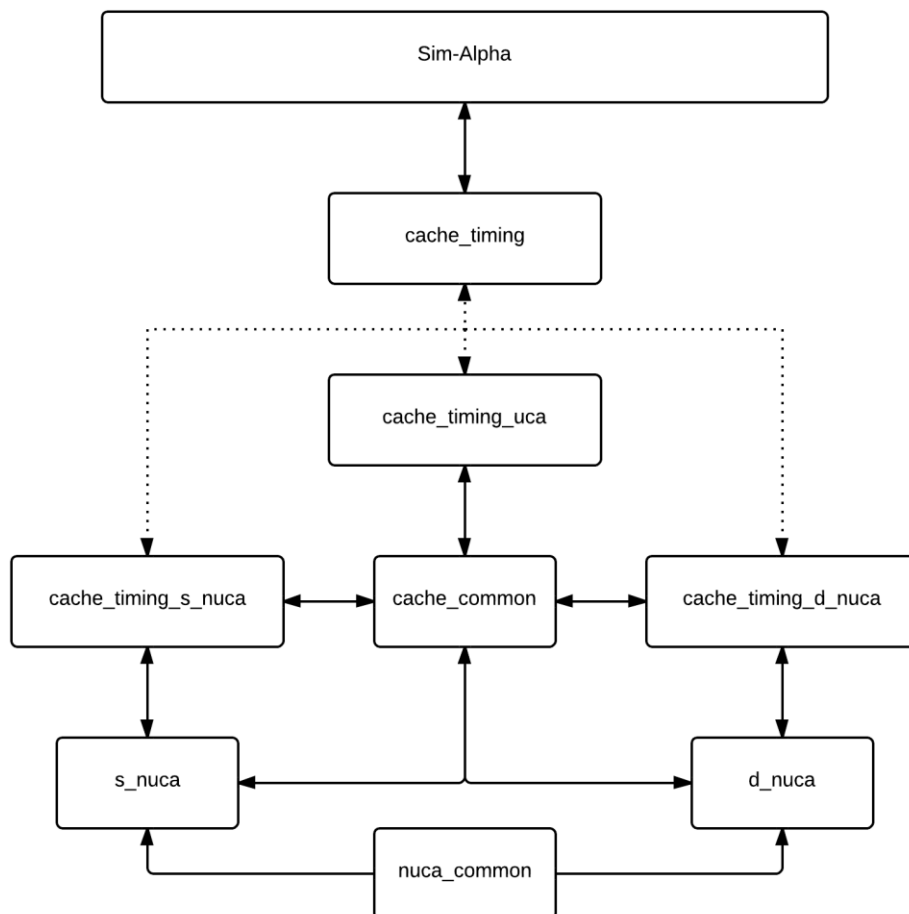 Sim-Alpha
cache_timing
cache_timing_uca
cache_timing_s_nuca
cache_common
cache_timing_d_nuca
s_nuca
d_nuca
nuca_common